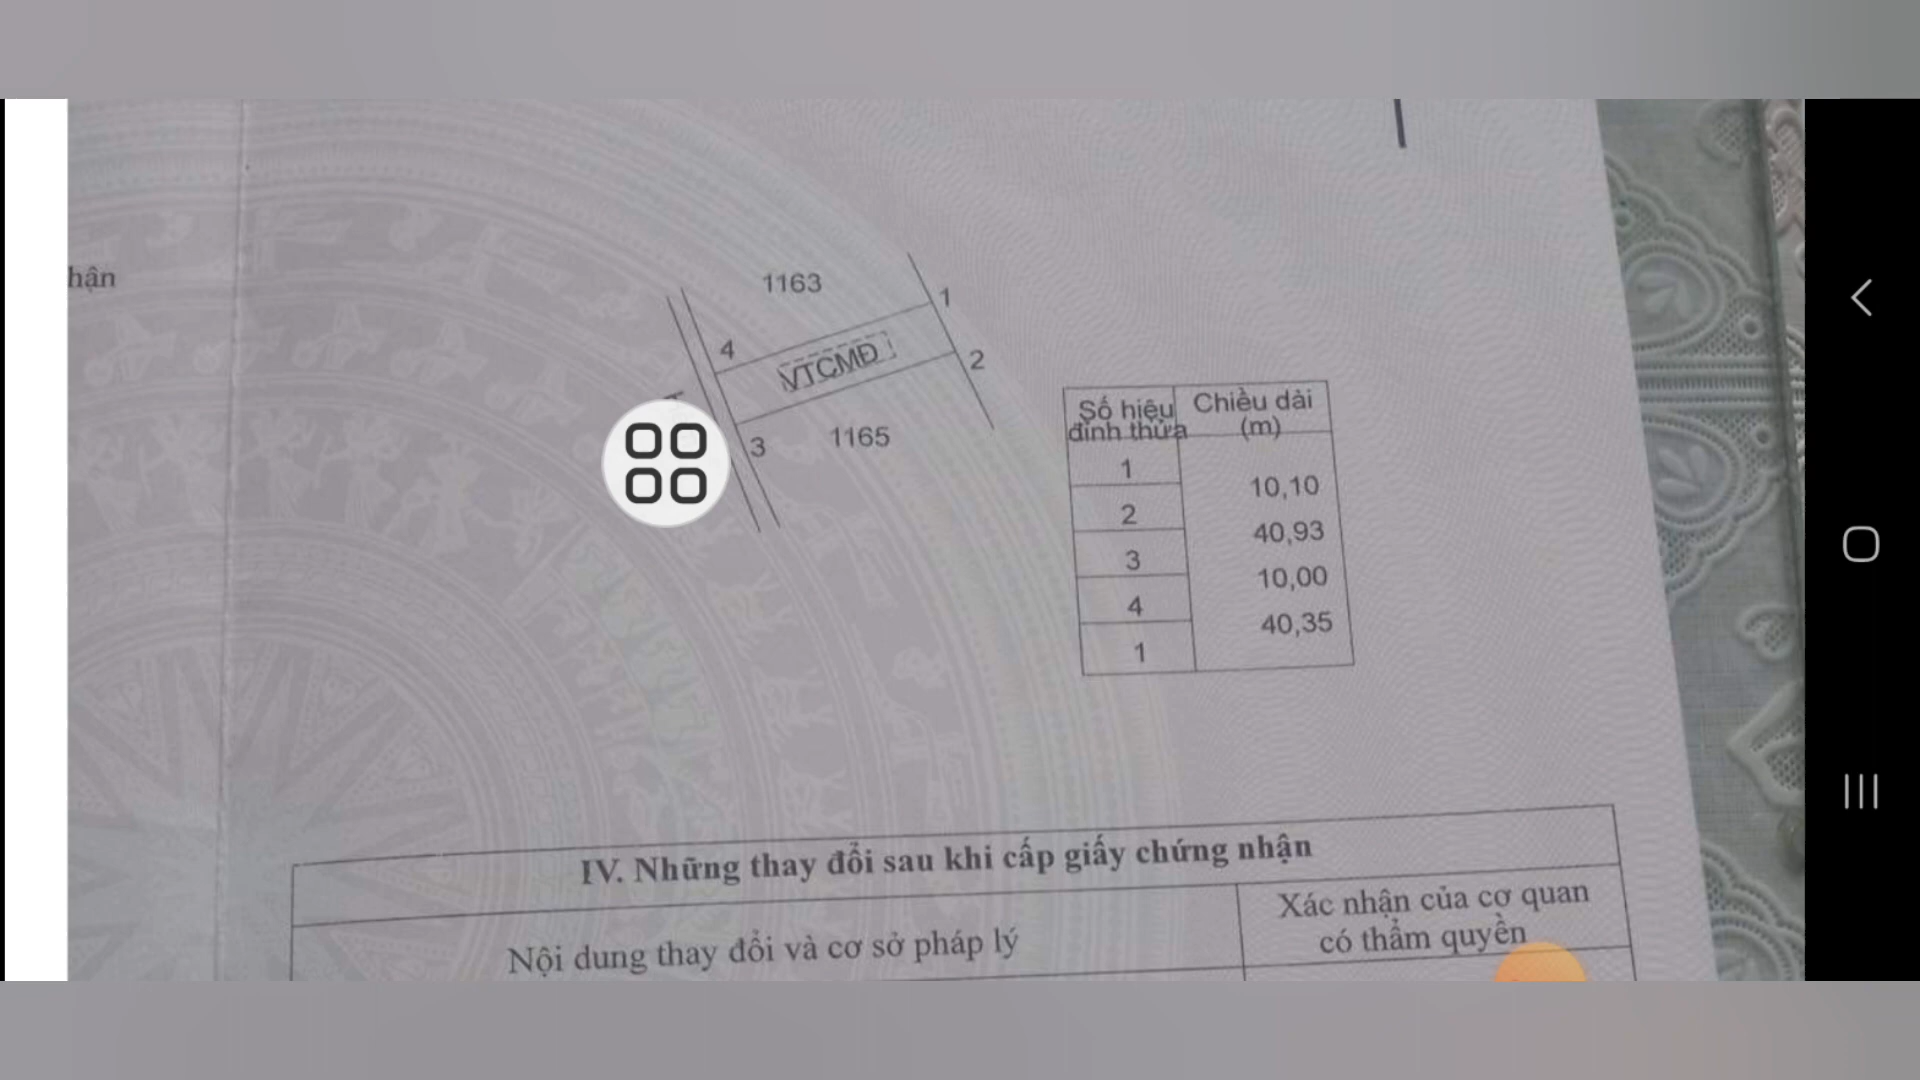 hận
1163
1
4
VTCMĐ
2
3
1165
Số hiệu
đỉnh thửa
Chiều dài
(m)
1
10,10
2
40,93
3
10,00
4
40,35
1
IV. Những thay đổi sau khi cấp giấy chứng nhận
Nội dung thay đổi và cơ sở pháp lý
Xác nhận của cơ quan
có thẩm quyền